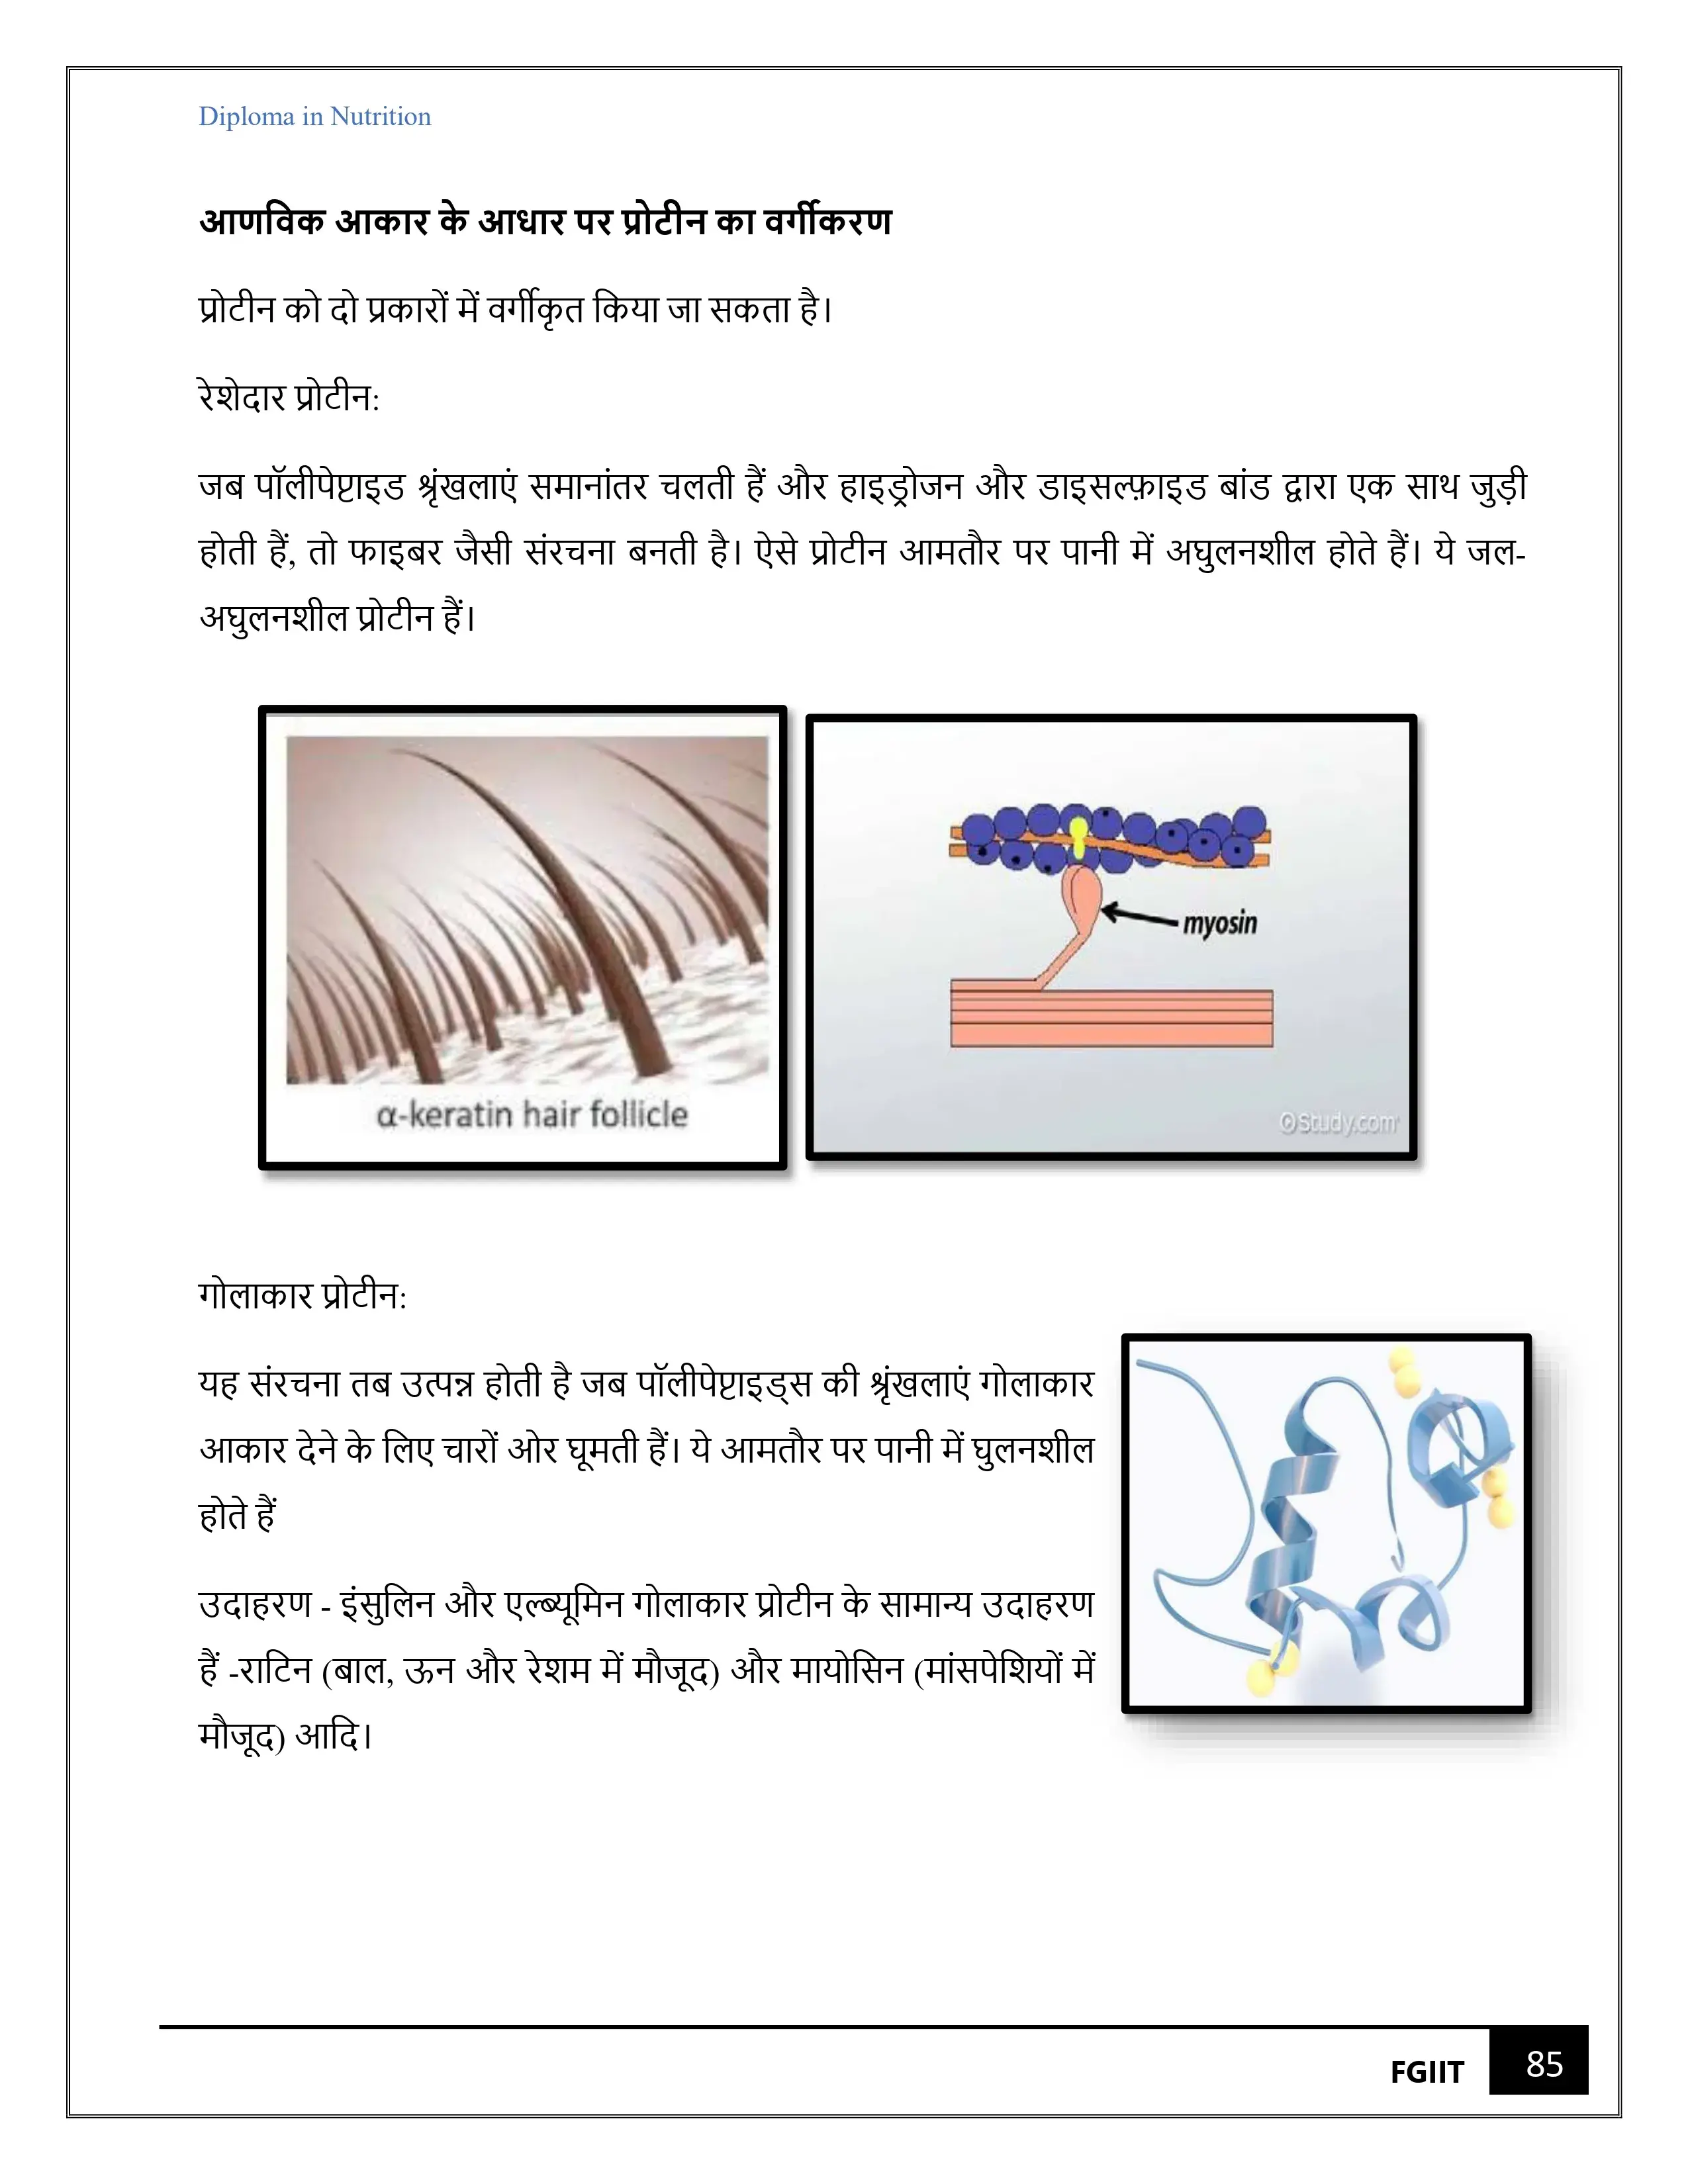 Diploma in Nutrition
आणविक आकार के आधार पर प्रोटीन का वर्गीकरण
प्रोटीन को दो प्रकारों में वर्गीकृत किया जा सकता है।
रेशेदार प्रोटीन:
जब पॉलीपेप्टाइड श्रृंखलाएं समानांतर चलती हैं और हाइड्रोजन और डाइसल्फ़ाइड बांड द्वारा एक साथ जुड़ी
होती हैं, तो फाइबर जैसी संरचना बनती है। ऐसे प्रोटीन आमतौर पर पानी में अघुलनशील होते हैं। ये जल-
अघुलनशील प्रोटीन हैं।
α-keratin hair follicle
myosin
©Study.com
गोलाकार प्रोटीन:
यह संरचना तब उत्पन्न होती है जब पॉलीपेप्टाइड्स की श्रृंखलाएं गोलाकार
आकार देने के लिए चारों ओर घूमती हैं। ये आमतौर पर पानी में घुलनशील
होते हैं
उदाहरण - इंसुलिन और एल्ब्यूमिन गोलाकार प्रोटीन के सामान्य उदाहरण
हैं -राटिन (बाल, ऊन और रेशम में मौजूद) और मायोसिन (मांसपेशियों में
मौजूद) आदि।
FGIIT
85